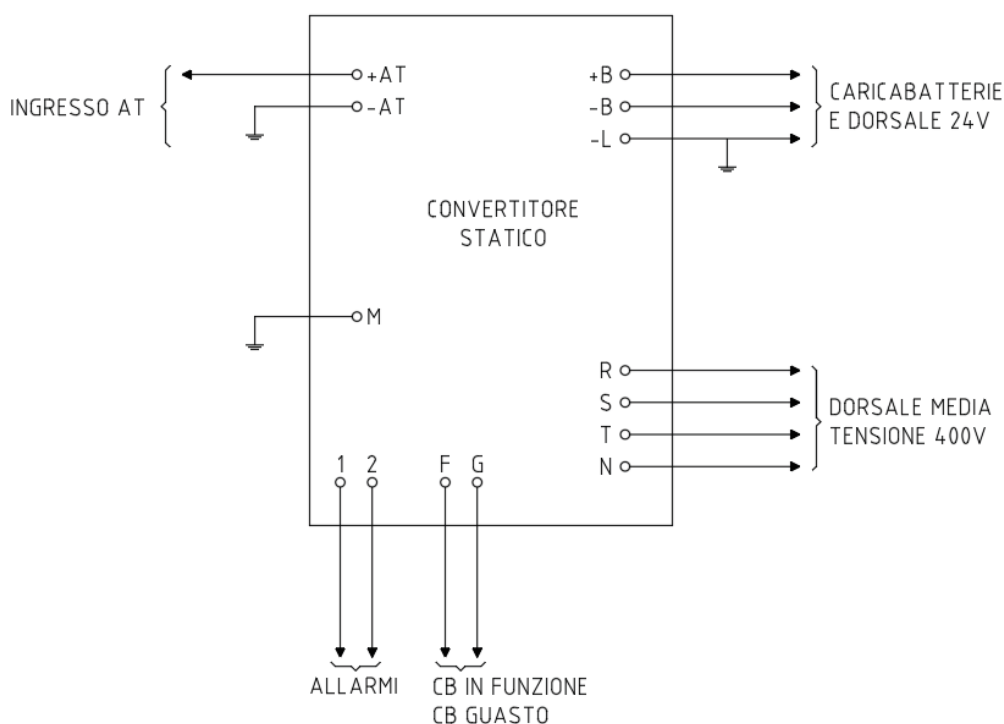 +AT
-AT
INGRESSO AT
+B
-B
-L
CARICABATTERIE
E DORSALE 24V
CONVERTITORE
STATICO
M
R
S
T
N
DORSALE MEDIA
TENSIONE 400V
1 2 F G
ALLARMI
CB IN FUNZIONE
CB GUASTO